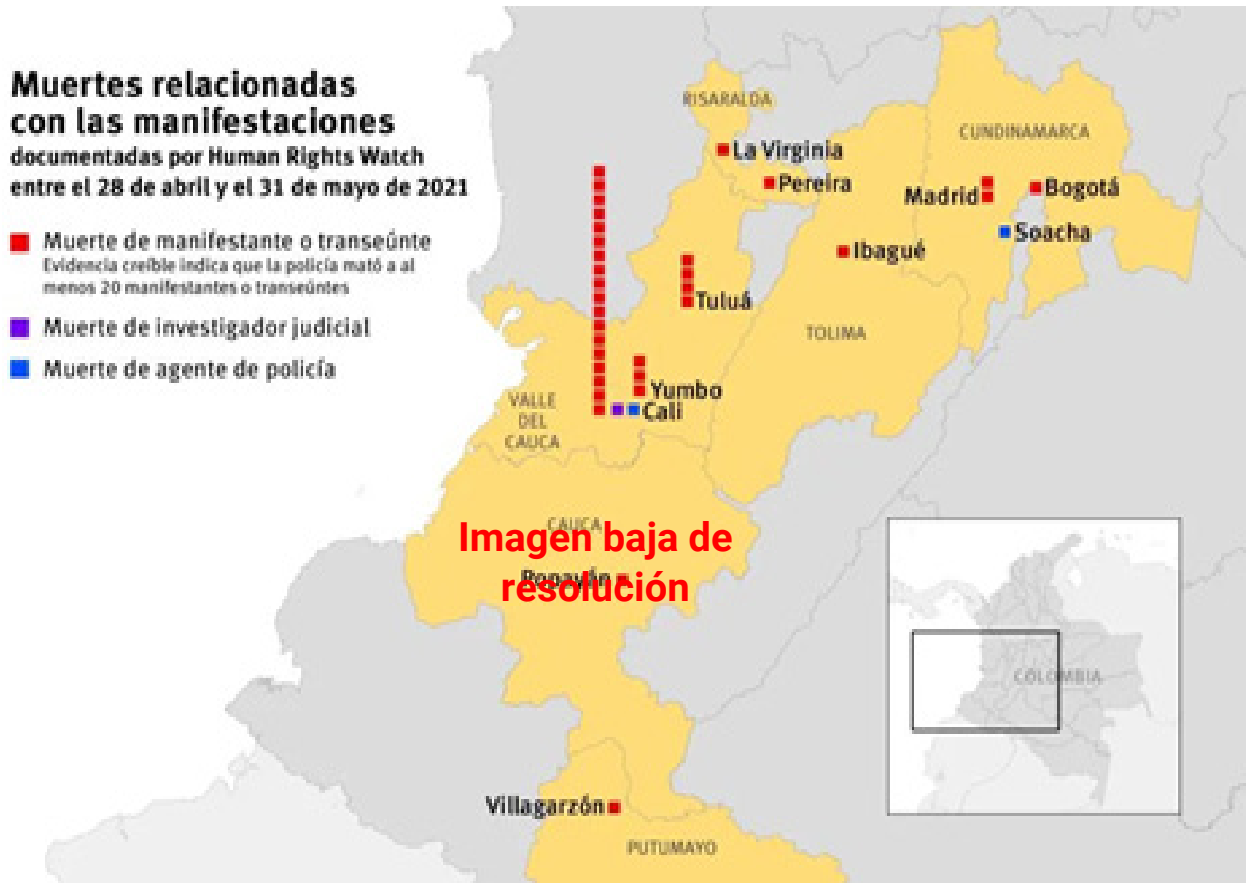 Muertes relacionadas
con las manifestaciones
documentadas por Human Rights Watch
entre el 28 de abril y el 31 de mayo de 2021
Muerte de manifestante o transeúnte
Evidencia creíble indica que la policía mató a al
menos 20 manifestantes o transeúntes
Muerte de investigador judicial
Muerte de agente de policía
RISARALDA
CUNDINAMARCA
La Virginia
Pereira
Madrid
Bogotá
Soacha
Ibagué
Tuluá
TOLIMA
Yumbo
Cali
VALLE
DEL
CAUCA
CAUCA
Imagen baja de
resolución
Popayán
COLOMBIA
Villagarzón
PUTUMAYO